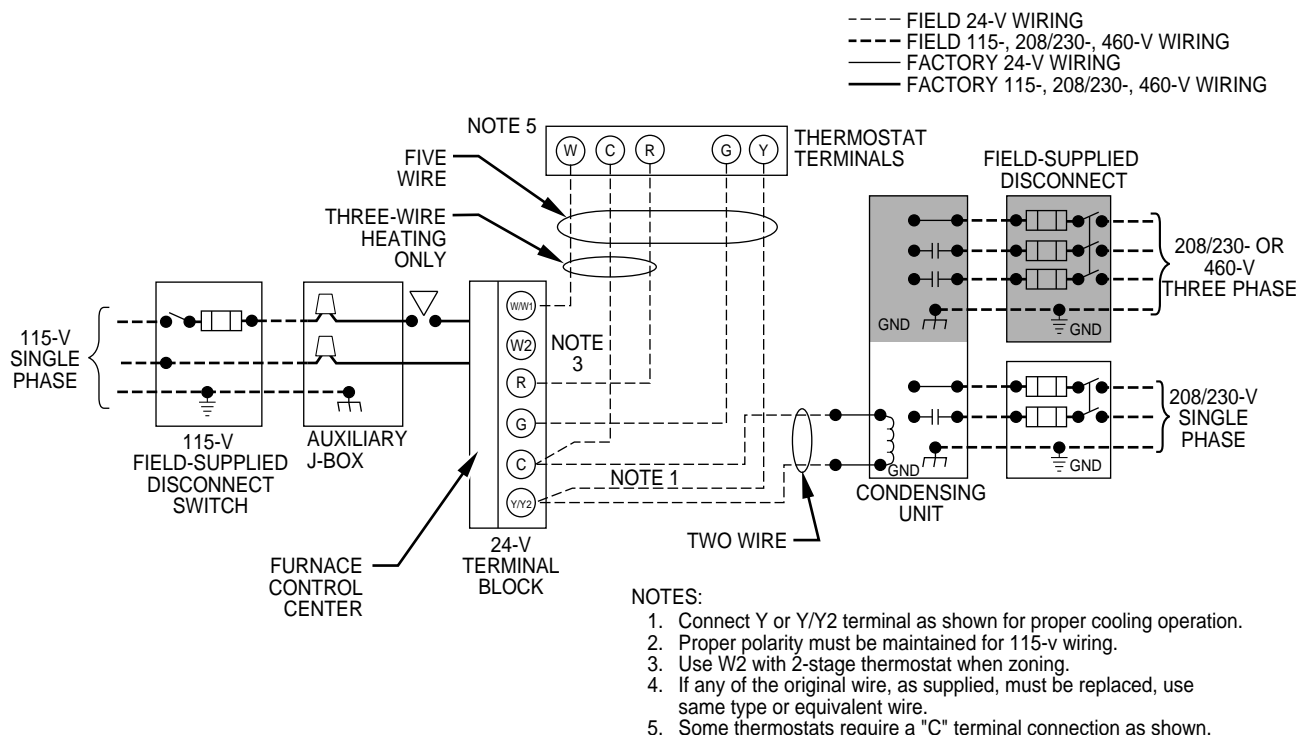 FIELD 24-V WIRING
FIELD 115-, 208/230-, 460-V WIRING
FACTORY 24-V WIRING
FACTORY 115-, 208/230-, 460-V WIRING
NOTE 5
W
C
R
G
Y
THERMOSTAT
TERMINALS
FIVE
WIRE
THREE-WIRE
HEATING
ONLY
FIELD-SUPPLIED
DISCONNECT
208/230- OR
460-V
THREE PHASE
GND
GND
115-V
SINGLE
PHASE
W/W1
W2
R
G
C
Y/Y2
NOTE
3
NOTE 1
208/230-V
SINGLE
PHASE
GND
GND
115-V
FIELD-SUPPLIED
DISCONNECT
SWITCH
AUXILIARY
J-BOX
CONDENSING
UNIT
TWO WIRE
FURNACE
CONTROL
CENTER
24-V
TERMINAL
BLOCK
NOTES:
1. Connect Y or Y/Y2 terminal as shown for proper cooling operation.
2. Proper polarity must be maintained for 115-v wiring.
3. Use W2 with 2-stage thermostat when zoning.
4. If any of the original wire, as supplied, must be replaced, use
same type or equivalent wire.
5. Some thermostats require a "C" terminal connection as shown.